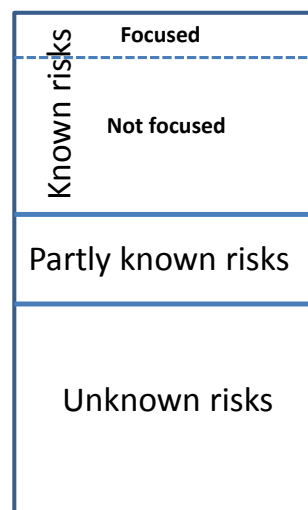 Focused
Known risks
Not focused
Partly known risks
Unknown risks